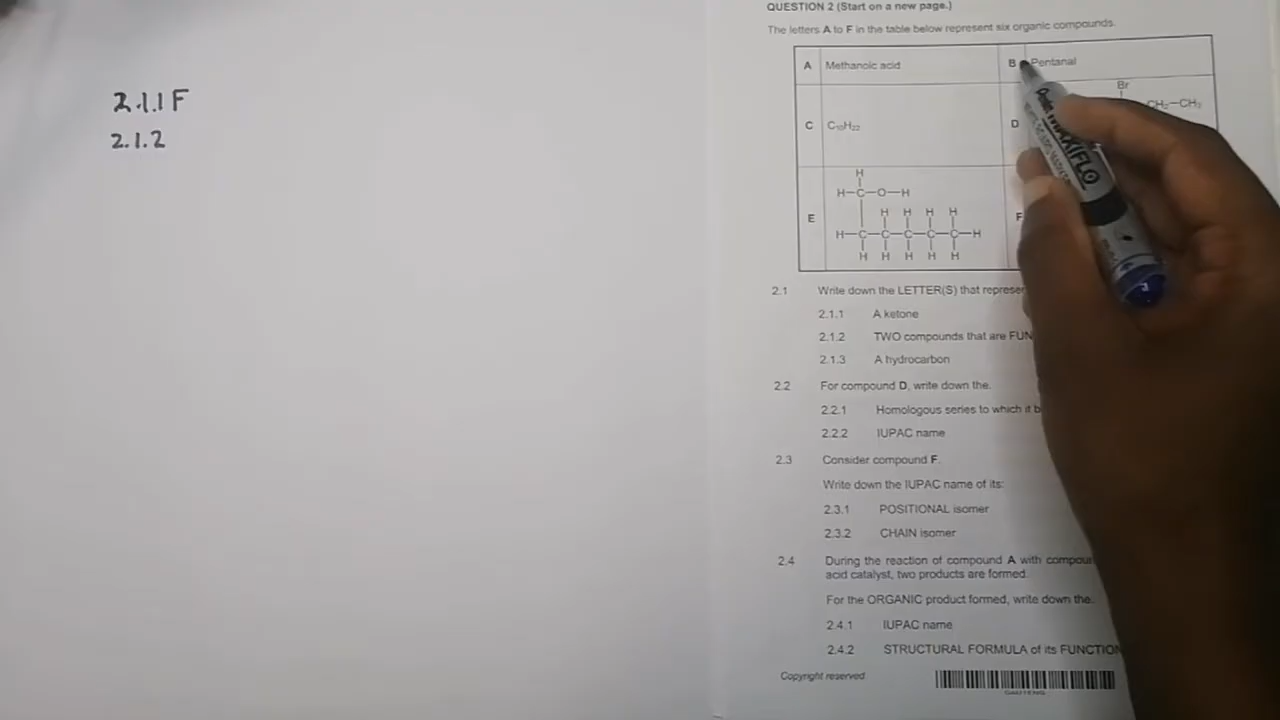 2.1.1 F
2.1.2
QUESTION 2 (Start on a new page.)
The letters A to F in the table below represent six organic compounds.
A Methanoic acid B Pentanal
Br
CH2–CH3
C C10H22 D
H
H–C–O–H
H H H H
E F
H–C–C–C–C–C–H
H H H H H
2.1 Write down the LETTER(S) that
2.1.1 A ketone
2.1.2 TWO compounds that are
2.1.3 A hydrocarbon
2.2 For compound D, write down the:
2.2.1 Homologous series to which it
2.2.2 IUPAC name
2.3 Consider compound F.
Write down the IUPAC name of its:
2.3.1 POSITIONAL isomer
2.3.2 CHAIN isomer
2.4 During the reaction of compound A with
acid catalyst, two products are formed.
For the ORGANIC product formed, write down the:
2.4.1 IUPAC name
2.4.2 STRUCTURAL FORMULA of its
Copyright reserved
Pentel MAXIFLO